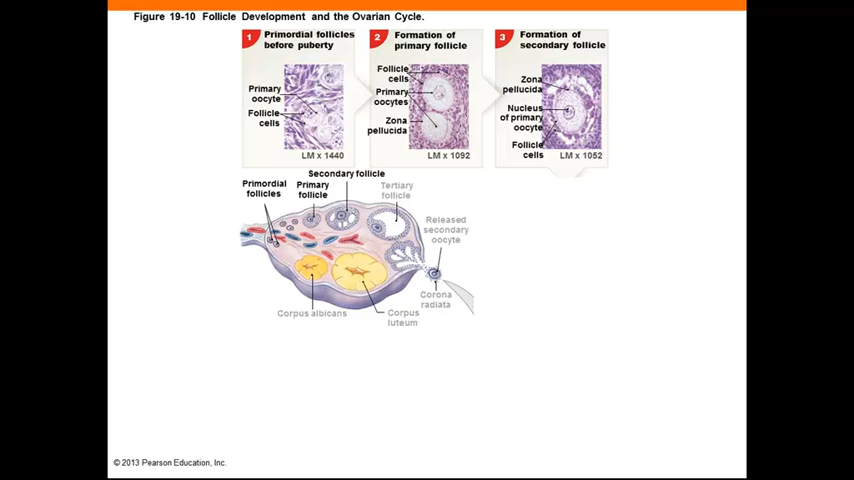 Figure 19-10 Follicle Development and the Ovarian Cycle.
1
Primordial follicles
before puberty
Primary
oocyte
Follicle
cells
LM x 1440
2
Formation of
primary follicle
Follicle
cells
Primary
oocytes
Zona
pellucida
LM x 1092
3
Formation of
secondary follicle
Zona
pellucida
Nucleus
of primary
oocyte
Follicle
cells
LM x 1052
Primordial
follicles
Primary
follicle
Secondary follicle
Tertiary
follicle
Released
secondary
oocyte
Corona
radiata
Corpus
luteum
Corpus albicans
© 2013 Pearson Education, Inc.